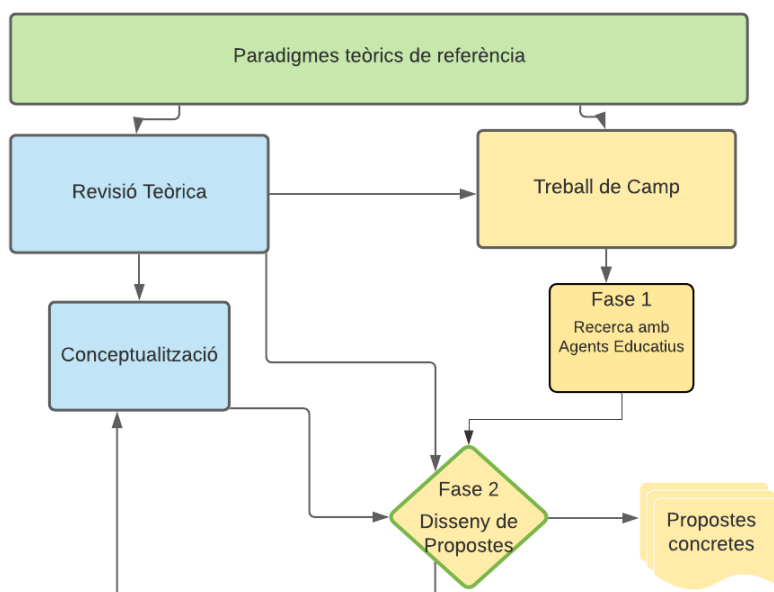 Paradigmes teòrics de referència
Revisió Teòrica
Treball de Camp
Fase 1
Recerca amb
Agents Educatius
Conceptualització
Fase 2
Disseny de
Propostes
Propostes
concretes